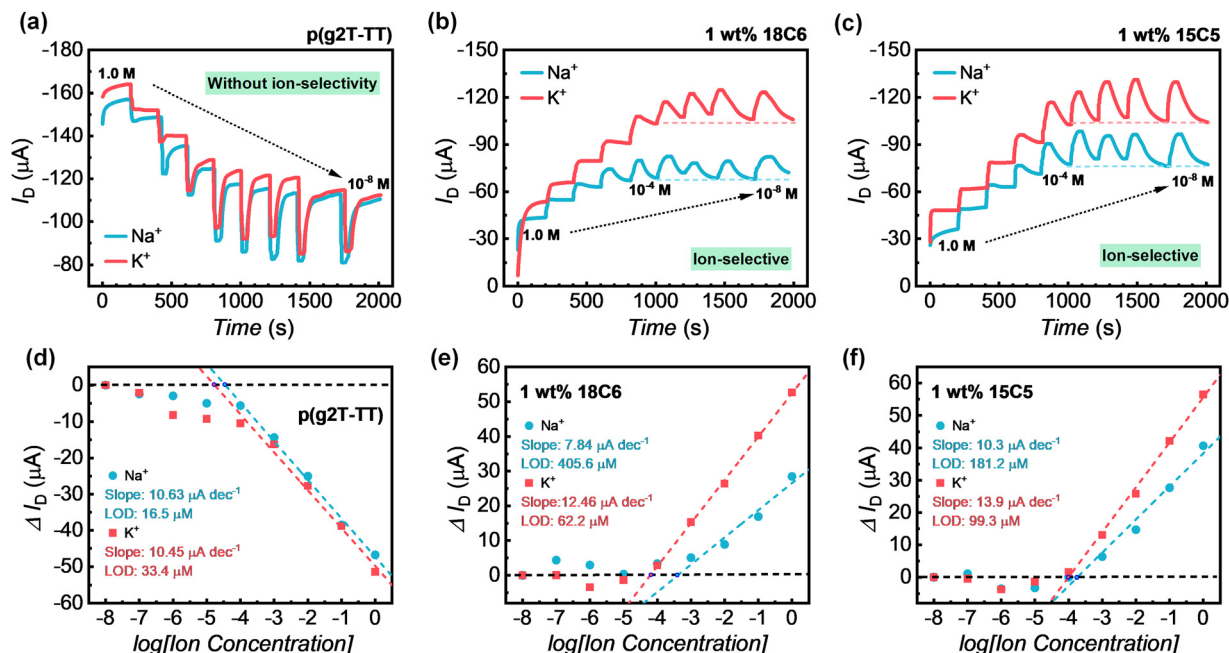 (a)
p(g2T-TT)
-180
-160
-140
-120
-100
-80
I_D (μA)
1.0 M
Without ion-selectivity
10⁻⁸ M
Na⁺
K⁺
0 500 1000 1500 2000
Time (s)
(b)
1 wt% 18C6
-150
-120
-90
-60
-30
0
I_D (μA)
Na⁺
K⁺
10⁻⁴ M
10⁻⁸ M
1.0 M
Ion-selective
0 500 1000 1500 2000
Time (s)
(c)
1 wt% 15C5
-150
-120
-90
-60
-30
0
I_D (μA)
Na⁺
K⁺
10⁻⁴ M
10⁻⁸ M
1.0 M
Ion-selective
0 500 1000 1500 2000
Time (s)
(d)
0
-10
-20
-30
-40
-50
-60
Δ I_D (μA)
p(g2T-TT)
Na⁺
Slope: 10.63 μA dec⁻¹
LOD: 16.5 μM
K⁺
Slope: 10.45 μA dec⁻¹
LOD: 33.4 μM
-8 -7 -6 -5 -4 -3 -2 -1 0
log[Ion Concentration]
(e)
60
50
40
30
20
10
0
Δ I_D (μA)
1 wt% 18C6
Na⁺
Slope: 7.84 μA dec⁻¹
LOD: 405.6 μM
K⁺
Slope:12.46 μA dec⁻¹
LOD: 62.2 μM
-8 -7 -6 -5 -4 -3 -2 -1 0
log[Ion Concentration]
(f)
60
50
40
30
20
10
0
Δ I_D (μA)
1 wt% 15C5
Na⁺
Slope: 10.3 μA dec⁻¹
LOD: 181.2 μM
K⁺
Slope: 13.9 μA dec⁻¹
LOD: 99.3 μM
-8 -7 -6 -5 -4 -3 -2 -1 0
log[Ion Concentration]